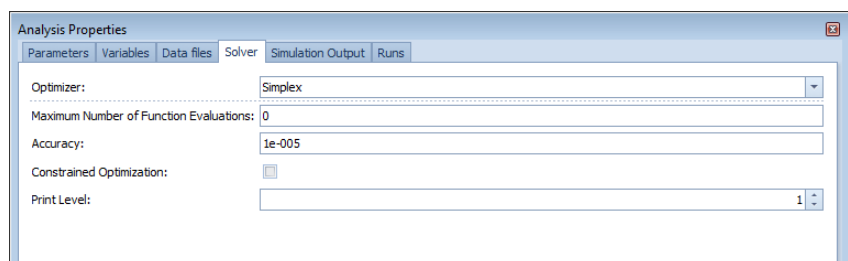 Analysis Properties
Parameters Variables Data files Solver Simulation Output Runs
Optimizer: Simplex
Maximum Number of Function Evaluations: 0
Accuracy: 1e-005
Constrained Optimization:
Print Level: 1